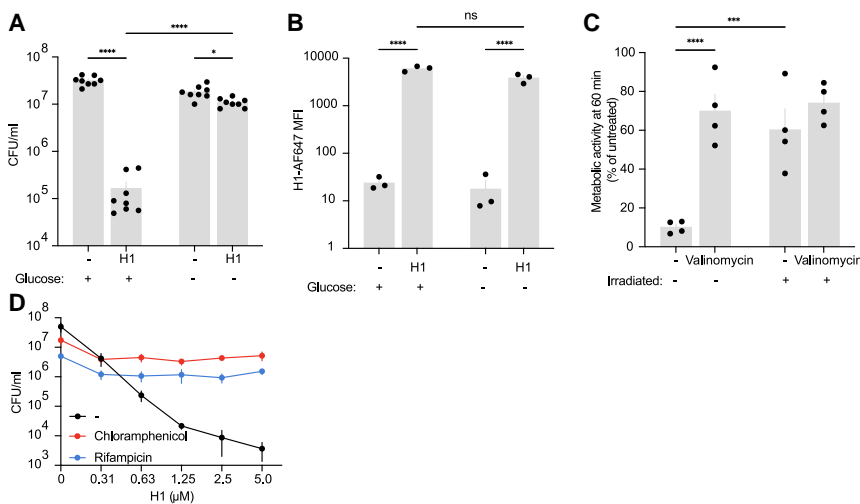 A
CFU/ml
10^8
10^7
10^6
10^5
10^4
****
****
*
- H1 - H1
Glucose: + + - -
B
H1-AF647 MFI
10000
1000
100
10
1
ns
****
****
- H1 - H1
Glucose: + + - -
C
Metabolic activity at 60 min
(% of untreated)
120
100
80
60
40
20
0
***
****
- Valinomycin - Valinomycin
Irradiated: - - + +
D
CFU/ml
10^8
10^7
10^6
10^5
10^4
10^3
-
Chloramphenicol
Rifampicin
0 0.31 0.63 1.25 2.5 5.0
H1 (µM)